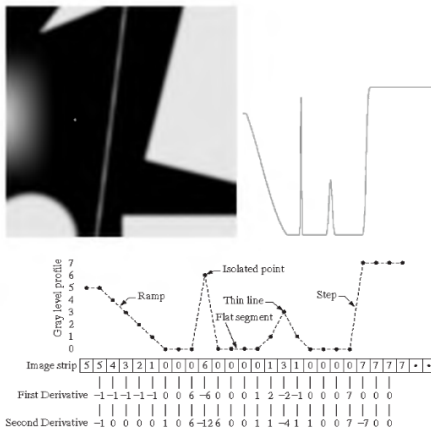 7
6
5
4
3
2
1
0
Gray level profile
Isolated point
Ramp
Thin line
Flat segment
Step
Image strip 5 5 4 3 2 1 0 0 0 6 0 0 0 0 1 3 1 0 0 0 0 7 7 7 7 • •
First Derivative −1 −1 −1 −1 −1 0 0 6 −6 0 0 0 1 2 −2 −1 0 0 0 7 0 0 0
Second Derivative −1 0 0 0 0 1 0 6 −12 6 0 0 1 1 −4 1 1 0 0 7 −7 0 0